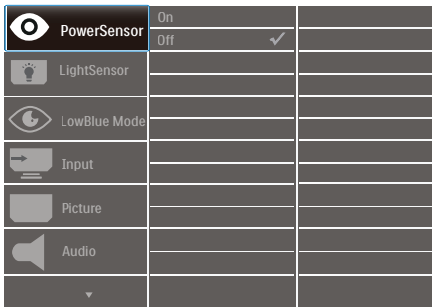 PowerSensor
On
Off
LightSensor
LowBlue Mode
Input
Picture
Audio